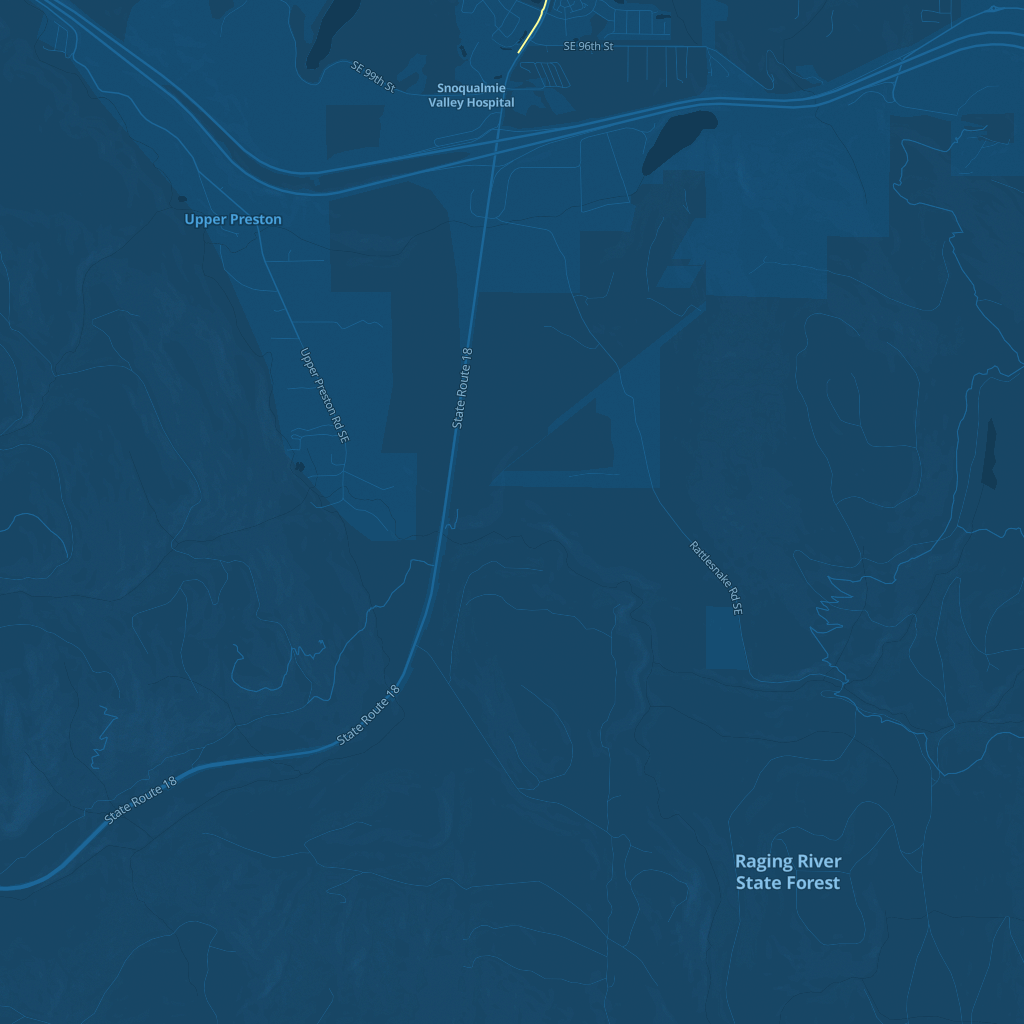 SE 96th St
SE 99th St
Snoqualmie
Valley Hospital
Upper Preston
State Route 18
Upper Preston Rd SE
Rattlesnake Rd SE
State Route 18
State Route 18
Raging River
State Forest